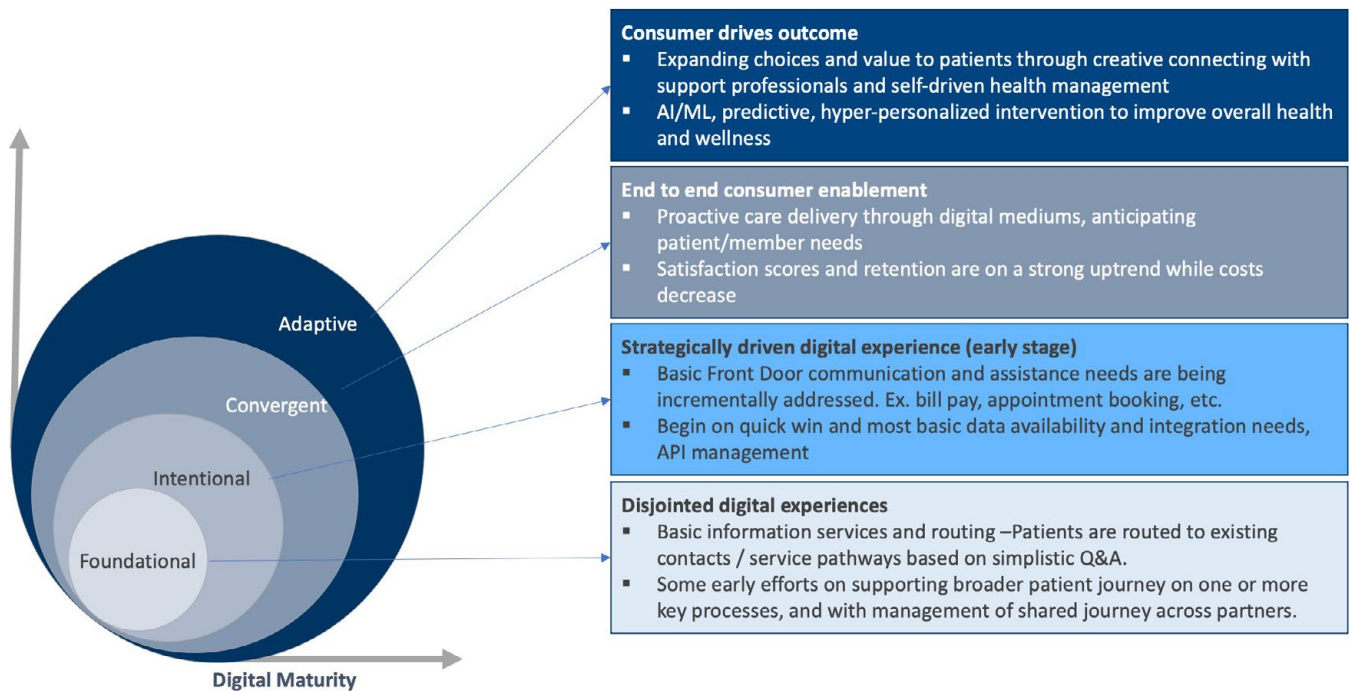 Consumer drives outcome
▪ Expanding choices and value to patients through creative connecting with
support professionals and self-driven health management
▪ AI/ML, predictive, hyper-personalized intervention to improve overall health
and wellness
End to end consumer enablement
▪ Proactive care delivery through digital mediums, anticipating
patient/member needs
▪ Satisfaction scores and retention are on a strong uptrend while costs
decrease
Strategically driven digital experience (early stage)
▪ Basic Front Door communication and assistance needs are being
incrementally addressed. Ex. bill pay, appointment booking, etc.
▪ Begin on quick win and most basic data availability and integration needs,
API management
Disjointed digital experiences
▪ Basic information services and routing –Patients are routed to existing
contacts / service pathways based on simplistic Q&A.
▪ Some early efforts on supporting broader patient journey on one or more
key processes, and with management of shared journey across partners.
Adaptive
Convergent
Intentional
Foundational
Digital Maturity